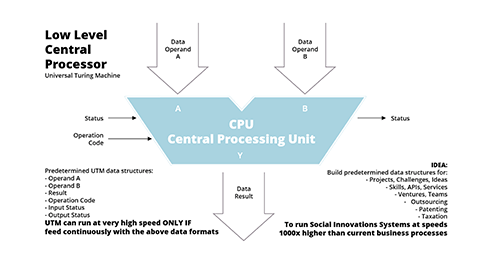 Low Level
Central
Processor
Universal Turing Machine
Data
Operand
A
Data
Operand
B
A
B
CPU
Central Processing Unit
Y
Status
Operation
Code
Status
Data
Result
Predetermined UTM data structures:
- Operand A
- Operand B
- Result
- Operation Code
- Input Status
- Output Status
UTM can run at very high speed ONLY IF
feed continuously with the above data formats
IDEA:
Build predetermined data structures for:
- Projects, Challenges, Ideas
- Skills, APIs, Services
- Ventures, Teams
- Outsourcing
- Patenting
- Taxation
To run Social Innovations Systems at speeds
1000x higher than current business processes